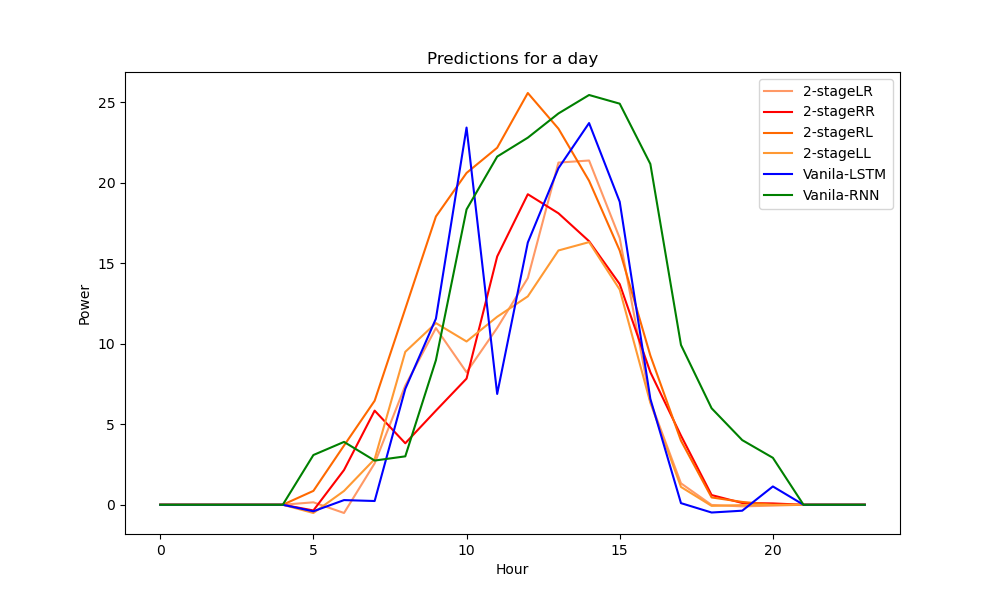 Predictions for a day
2-stageLR
2-stageRR
2-stageRL
2-stageLL
Vanila-LSTM
Vanila-RNN
25
20
15
10
5
0
Power
0 5 10 15 20
Hour